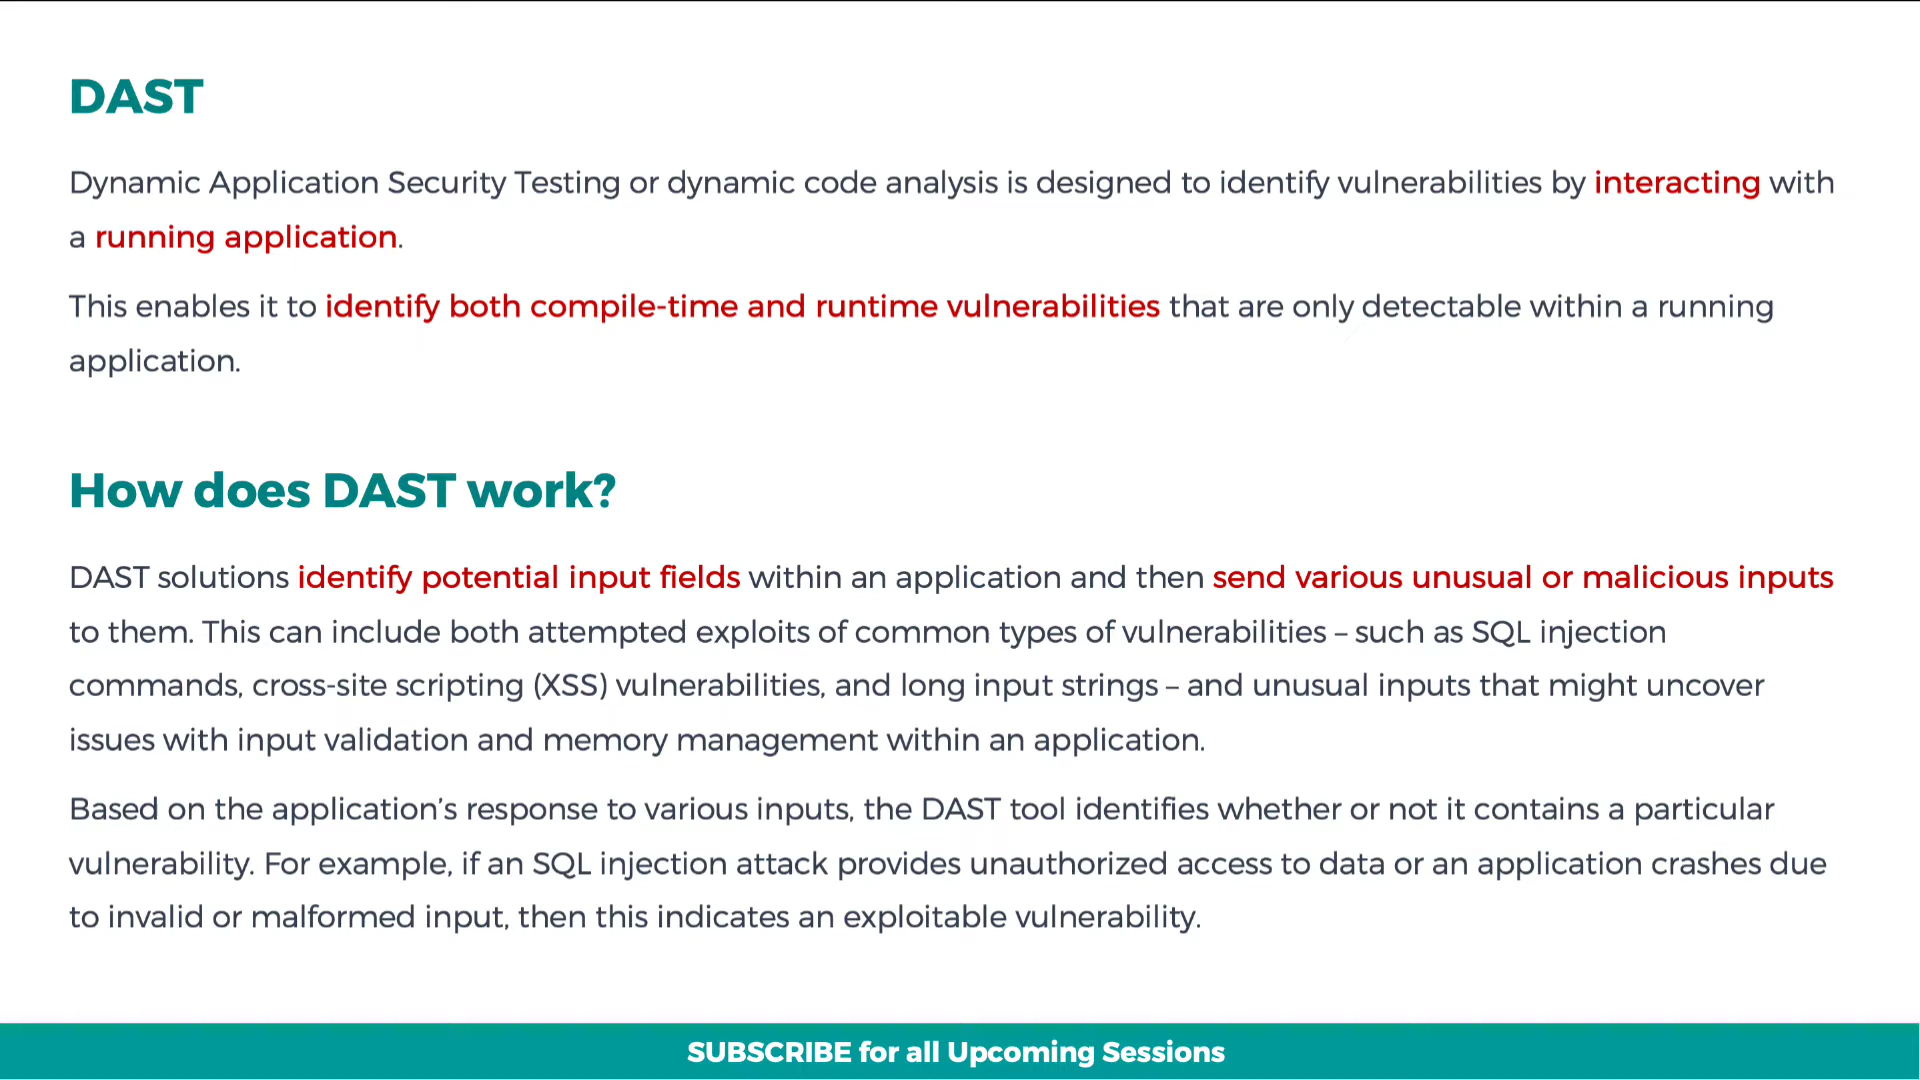 DAST
Dynamic Application Security Testing or dynamic code analysis is designed to identify vulnerabilities by interacting with
a running application.
This enables it to identify both compile-time and runtime vulnerabilities that are only detectable within a running
application.
How does DAST work?
DAST solutions identify potential input fields within an application and then send various unusual or malicious inputs
to them. This can include both attempted exploits of common types of vulnerabilities – such as SQL injection
commands, cross-site scripting (XSS) vulnerabilities, and long input strings – and unusual inputs that might uncover
issues with input validation and memory management within an application.
Based on the application’s response to various inputs, the DAST tool identifies whether or not it contains a particular
vulnerability. For example, if an SQL injection attack provides unauthorized access to data or an application crashes due
to invalid or malformed input, then this indicates an exploitable vulnerability.
SUBSCRIBE for all Upcoming Sessions